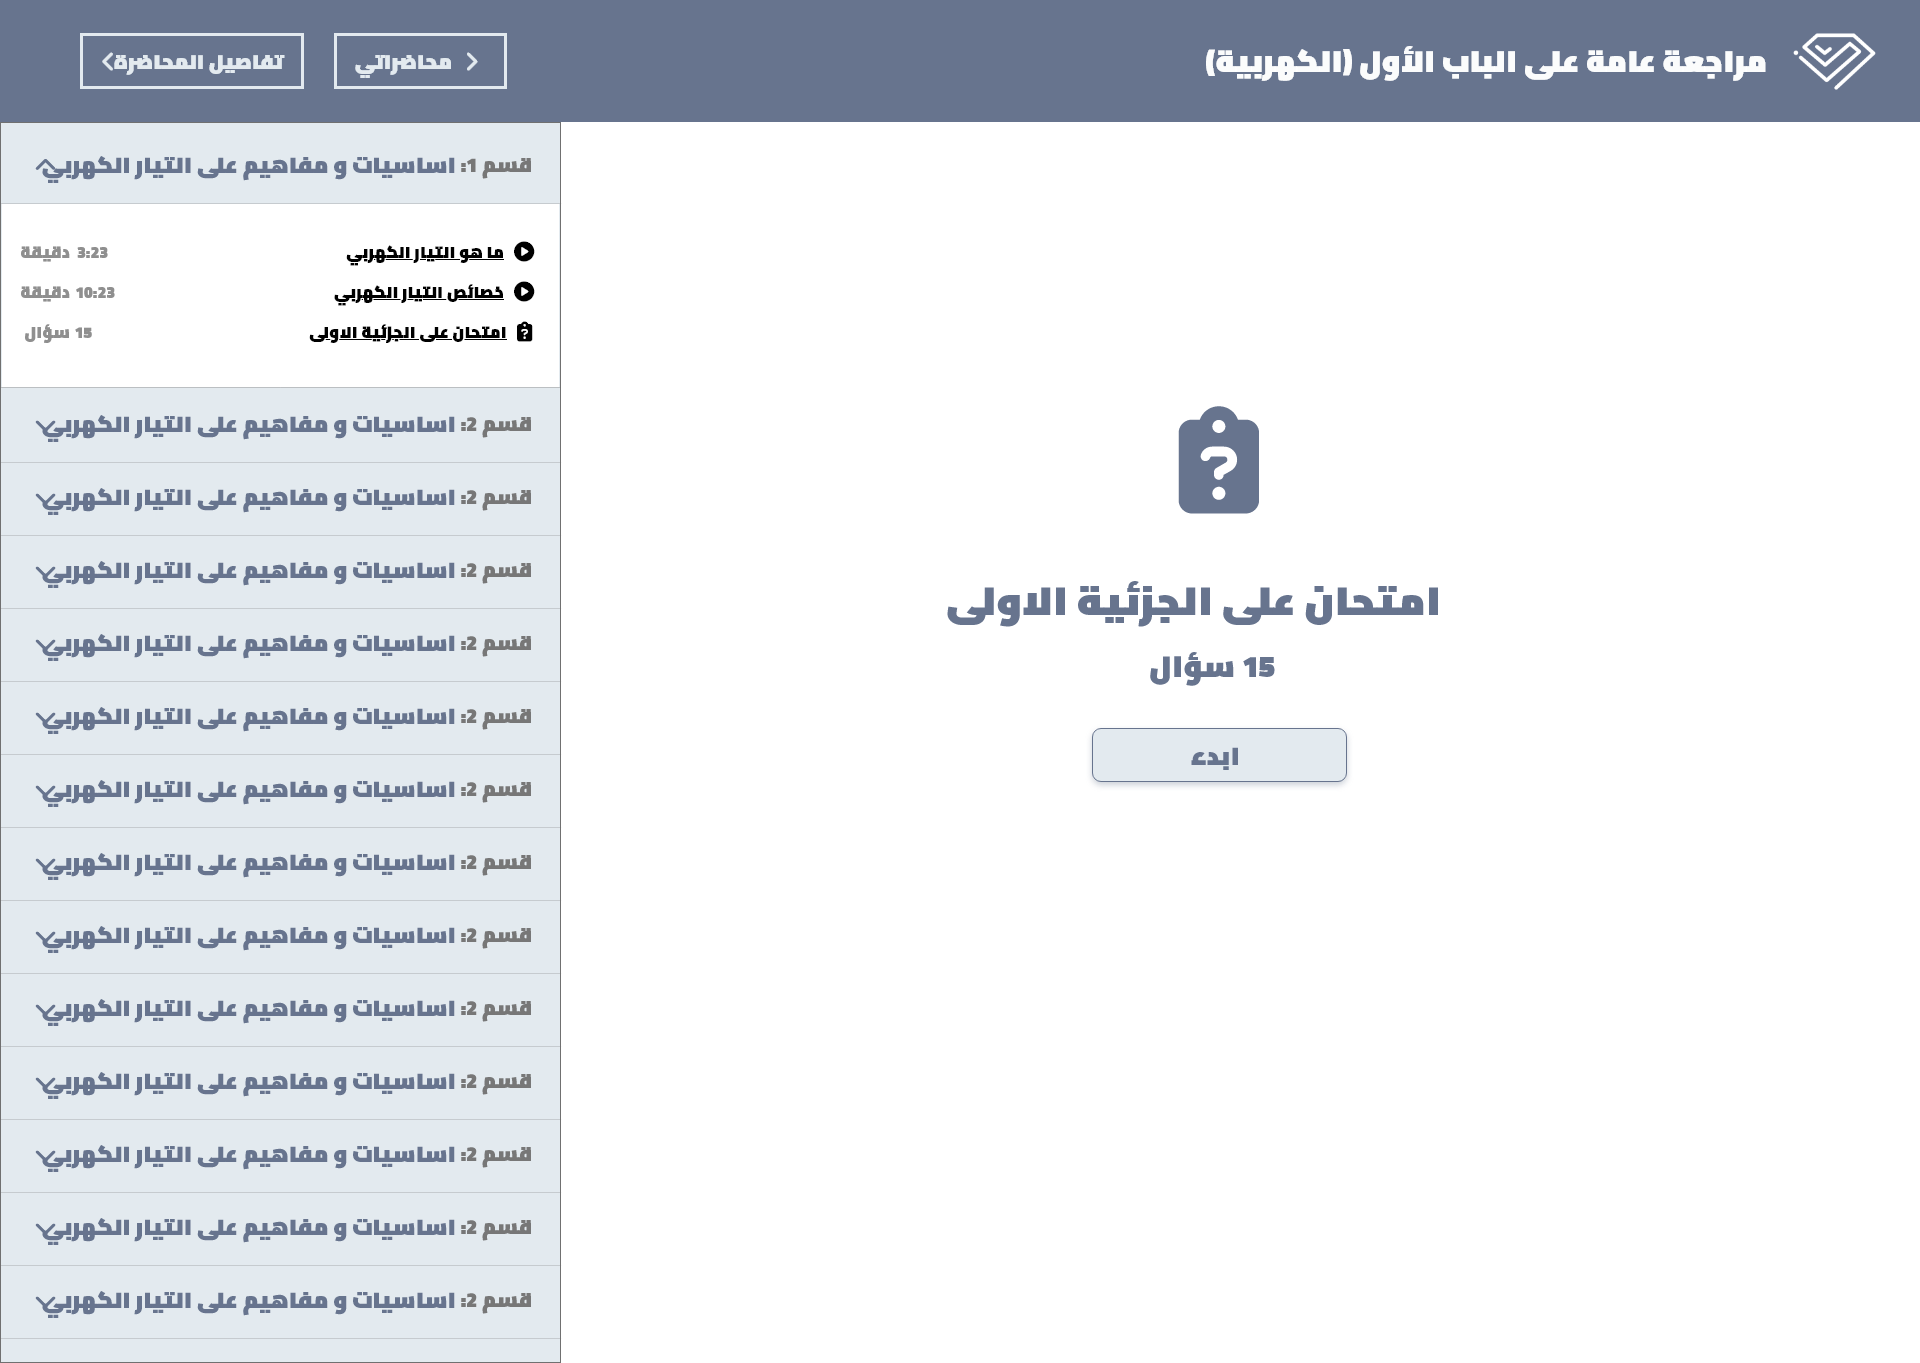 مراجعة عامة على الباب الأول (الكهربية)
محاضراتي
تفاصيل المحاضرة
قسم 1: اساسيات و مفاهيم على التيار الكهربي
ما هو التيار الكهربي 3:23 دقيقة
خصائص التيار الكهربي 10:23 دقيقة
امتحان على الجزئية الاولى 15 سؤال
قسم 2: اساسيات و مفاهيم على التيار الكهربي
قسم 2: اساسيات و مفاهيم على التيار الكهربي
قسم 2: اساسيات و مفاهيم على التيار الكهربي
قسم 2: اساسيات و مفاهيم على التيار الكهربي
قسم 2: اساسيات و مفاهيم على التيار الكهربي
قسم 2: اساسيات و مفاهيم على التيار الكهربي
قسم 2: اساسيات و مفاهيم على التيار الكهربي
قسم 2: اساسيات و مفاهيم على التيار الكهربي
قسم 2: اساسيات و مفاهيم على التيار الكهربي
قسم 2: اساسيات و مفاهيم على التيار الكهربي
قسم 2: اساسيات و مفاهيم على التيار الكهربي
قسم 2: اساسيات و مفاهيم على التيار الكهربي
قسم 2: اساسيات و مفاهيم على التيار الكهربي
امتحان على الجزئية الاولى
15 سؤال
ابدء